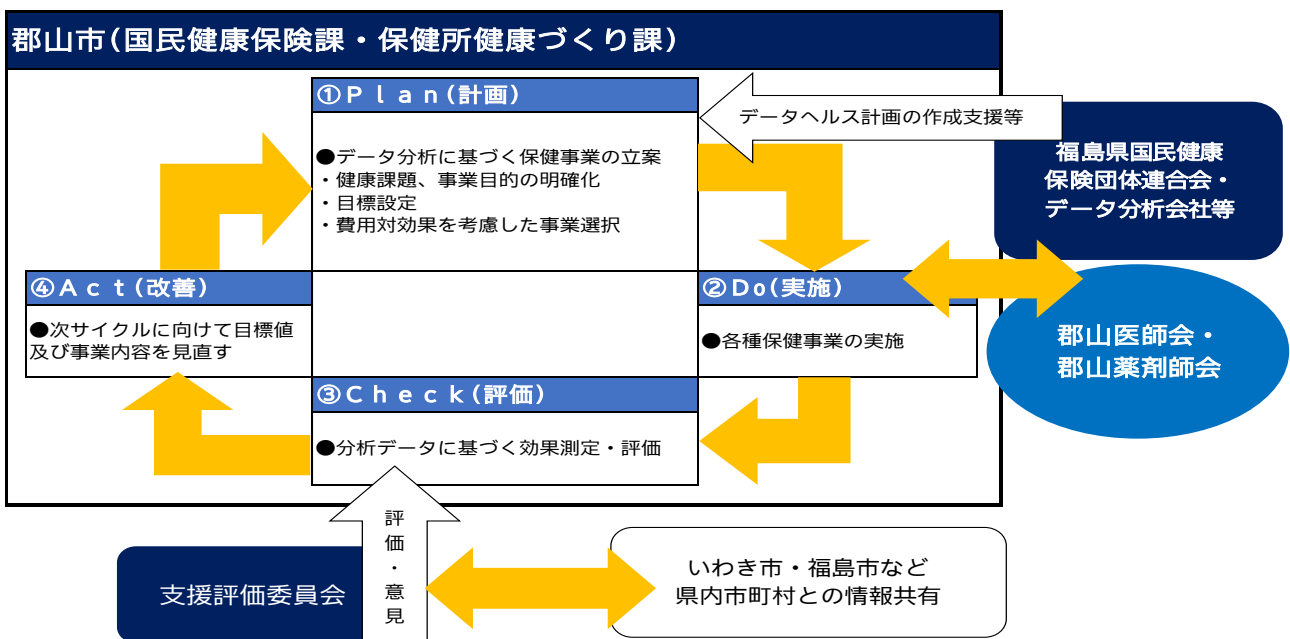 郡山市(国民健康保険課・保健所健康づくり課)
①Plan(計画)
●データ分析に基づく保健事業の立案
・健康課題、事業目的の明確化
・目標設定
・費用対効果を考慮した事業選択
データヘルス計画の作成支援等
福島県国民健康
保険団体連合会・
データ分析会社等
④Act(改善)
●次サイクルに向けて目標値
及び事業内容を見直す
②Do(実施)
●各種保健事業の実施
郡山医師会・
郡山薬剤師会
③Check(評価)
●分析データに基づく効果測定・評価
評価・意見
支援評価委員会
いわき市・福島市など
県内市町村との情報共有